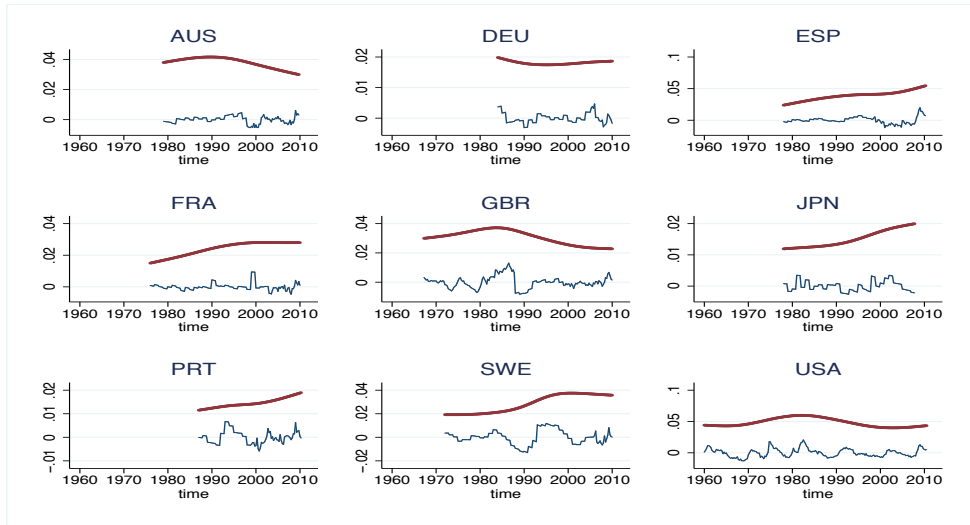 AUS DEU ESP
.04 .02 .1
.02 .01 .05
0 0 0
1960 1970 1980 1990 2000 2010 1960 1970 1980 1990 2000 2010 1960 1970 1980 1990 2000 2010
time time time
FRA GBR JPN
.04 .04 .02
.02 .02 .01
0 0 0
1960 1970 1980 1990 2000 2010 1960 1970 1980 1990 2000 2010 1960 1970 1980 1990 2000 2010
time time time
PRT SWE USA
.02 .04 .1
.01 .02 .05
0 0 0
-.01 -.02
1960 1970 1980 1990 2000 2010 1960 1970 1980 1990 2000 2010 1960 1970 1980 1990 2000 2010
time time time